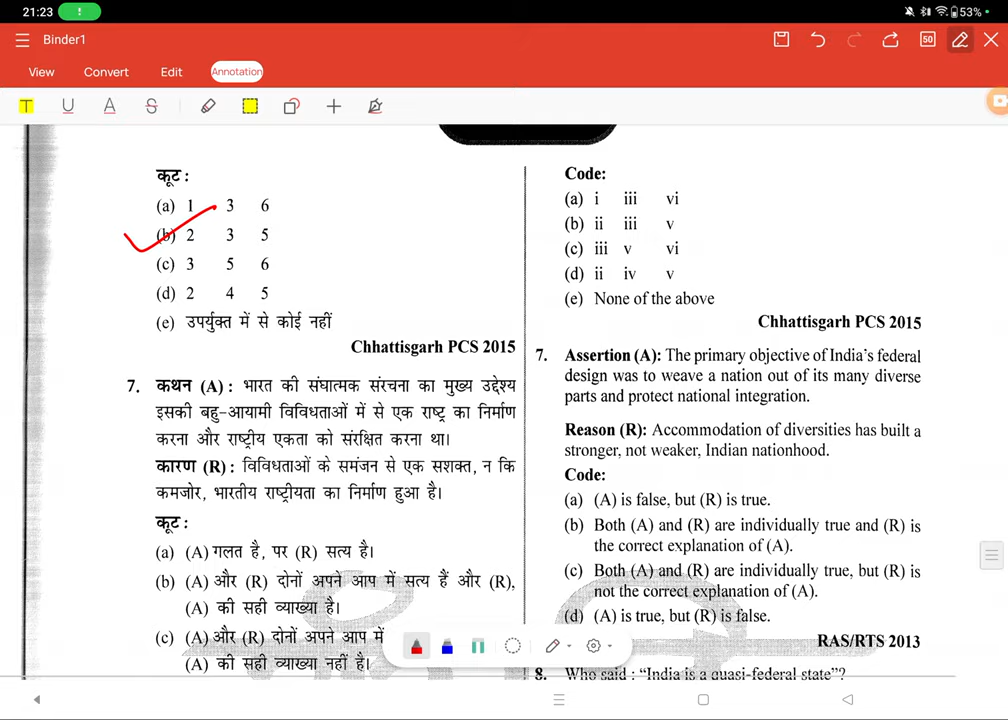 21:23
53%
Binder1
50
View Convert Edit Annotation
T U A S
कूट :
(a) 1 3 6
(b) 2 3 5
(c) 3 5 6
(d) 2 4 5
(e) उपर्युक्त में से कोई नहीं
Chhattisgarh PCS 2015
7. कथन (A) : भारत की संघात्मक संरचना का मुख्य उद्देश्य
इसकी बहु-आयामी विविधताओं में से एक राष्ट्र का निर्माण
करना और राष्ट्रीय एकता को संरक्षित करना था।
कारण (R) : विविधताओं के समंजन से एक सशक्त, न कि
कमजोर, भारतीय राष्ट्रीयता का निर्माण हुआ है।
कूट :
(a) (A) गलत है, पर (R) सत्य है।
(b) (A) और (R) दोनों अपने आप में सत्य हैं और (R),
(A) की सही व्याख्या है।
(c) (A) और (R) दोनों अपने आप में
(A) की सही व्याख्या नहीं है।
Code:
(a) i iii vi
(b) ii iii v
(c) iii v vi
(d) ii iv v
(e) None of the above
Chhattisgarh PCS 2015
7. Assertion (A): The primary objective of India's federal
design was to weave a nation out of its many diverse
parts and protect national integration.
Reason (R): Accommodation of diversities has built a
stronger, not weaker, Indian nationhood.
Code:
(a) (A) is false, but (R) is true.
(b) Both (A) and (R) are individually true and (R) is
the correct explanation of (A).
(c) Both (A) and (R) are individually true, but (R) is
not the correct explanation of (A).
(d) (A) is true, but (R) is false.
RAS/RTS 2013
8. Who said : "India is a quasi-federal state"?